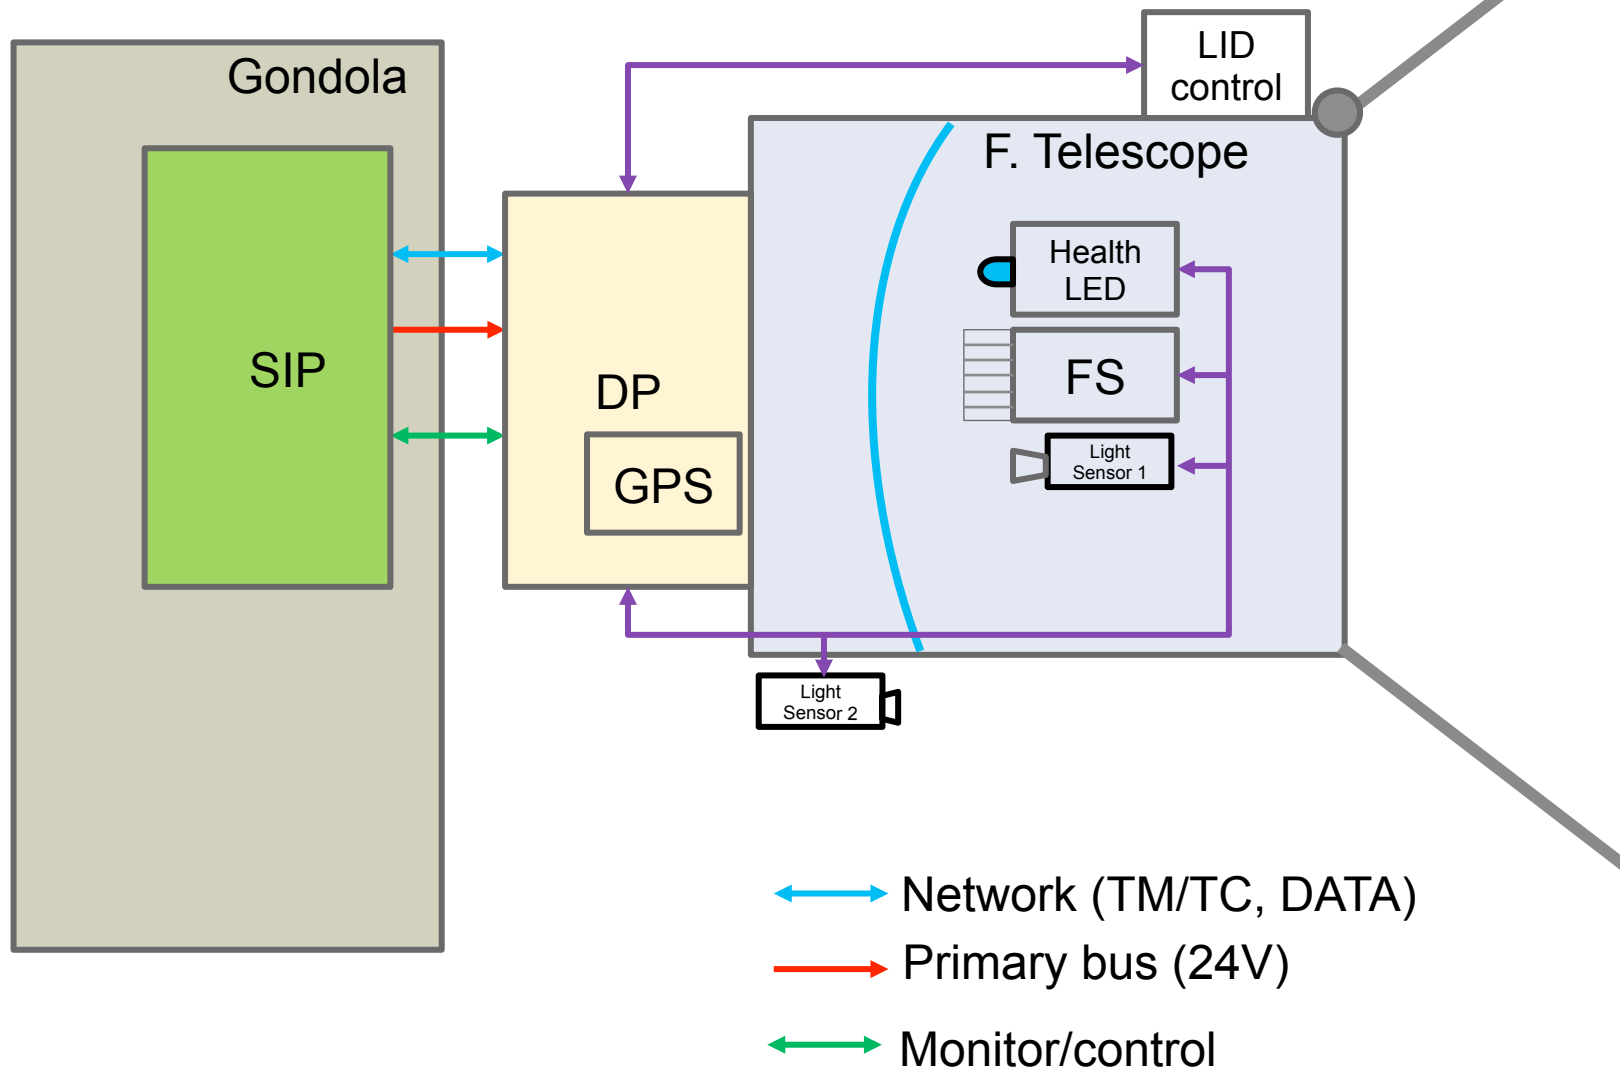 LID
control
Gondola
F. Telescope
Health
LED
SIP
DP
FS
GPS
Light
Sensor 1
Light
Sensor 2
Network (TM/TC, DATA)
Primary bus (24V)
Monitor/control